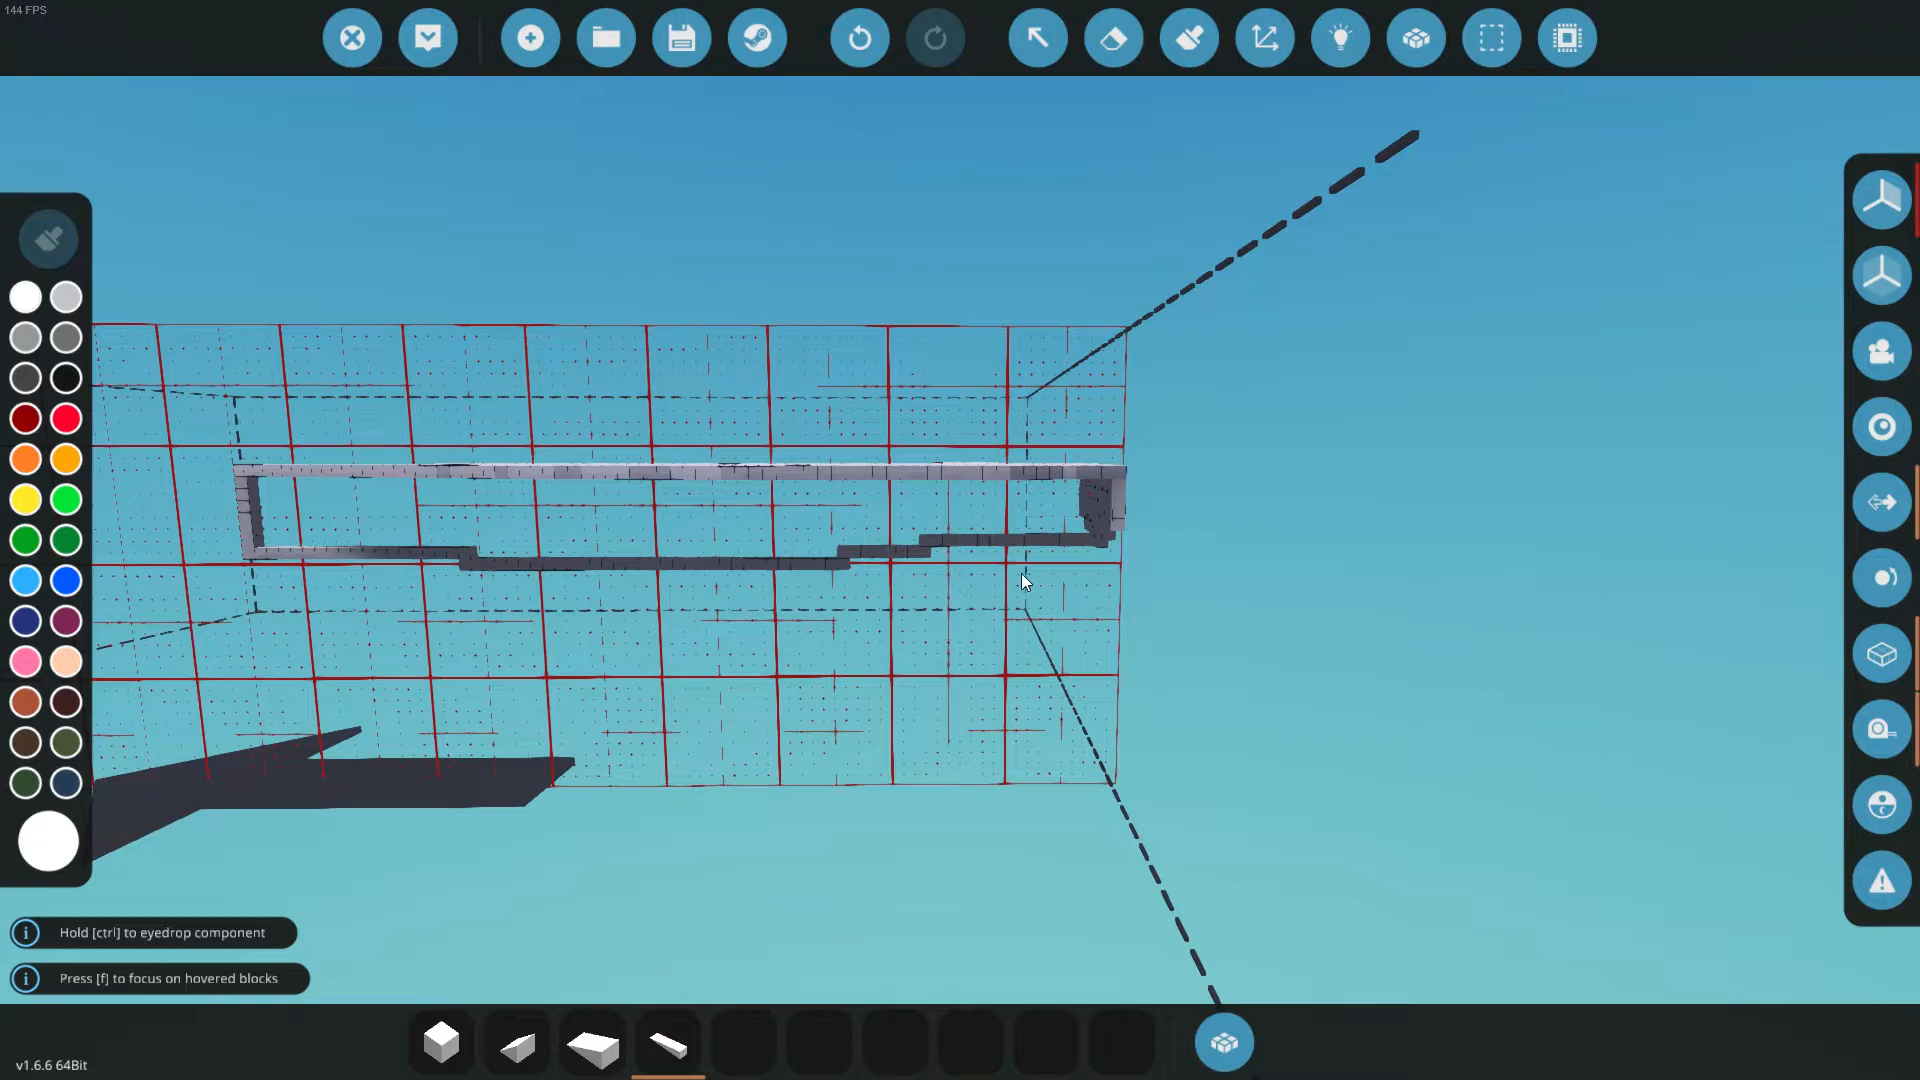 144 FPS
Hold [ctrl] to eyedrop component
Press [f] to focus on hovered blocks
v1.6.6 64Bit